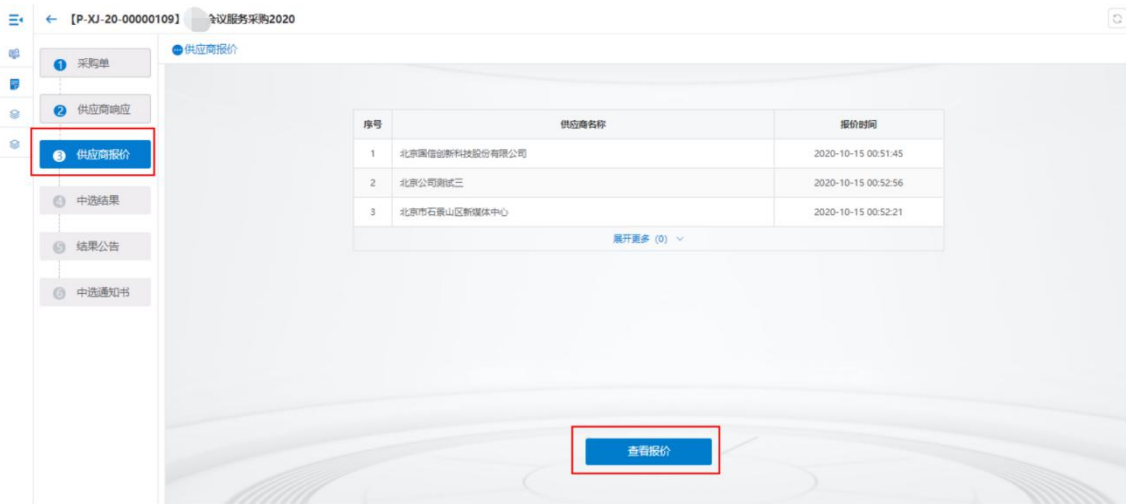 【P-XJ-20-00000109】 会议服务采购2020
1 采购单
2 供应商响应
3 供应商报价
4 中选结果
5 结果公告
6 中选通知书
供应商报价
序号 供应商名称 报价时间
1 北京国信创新科技股份有限公司 2020-10-15 00:51:45
2 北京公司测试三 2020-10-15 00:52:56
3 北京市石景山区新媒体中心 2020-10-15 00:52:21
展开更多（0）
查看报价